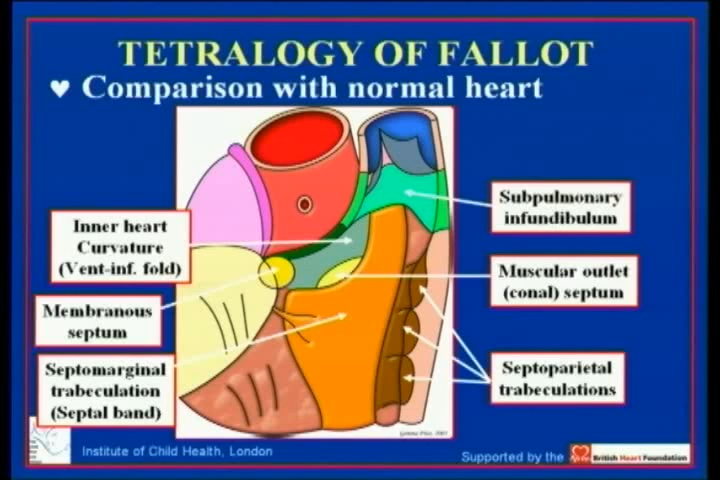 TETRALOGY OF FALLOT
♥ Comparison with normal heart
Inner heart
Curvature
(Vent-inf. fold)
Membranous
septum
Septomarginal
trabeculation
(Septal band)
Subpulmonary
infundibulum
Muscular outlet
(conal) septum
Septoparietal
trabeculations
Institute of Child Health, London
Supported by the
British Heart Foundation